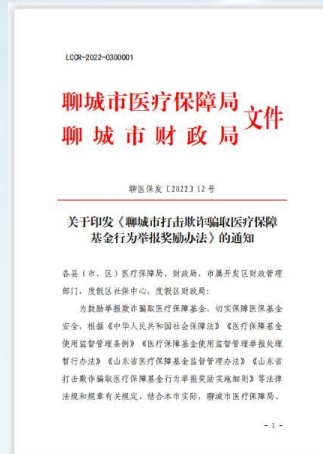 LCCR-2022-0300001
聊城市医疗保障局
聊城市财政局
文件
聊医保发〔2022〕12号
关于印发《聊城市打击欺诈骗取医疗保障
基金行为举报奖励办法》的通知
各县（市、区）医疗保障局、财政局，市属开发区财政管理
部门，度假区社保中心，度假区财政局：
为鼓励举报欺诈骗取医疗保障基金，切实保障医保基金
安全，根据《中华人民共和国社会保障法》《医疗保障基金
使用监督管理条例》《医疗保障基金使用监督管理举报处理
暂行办法》《山东省医疗保障基金监督管理办法》《山东省
打击欺诈骗取医疗保障基金行为举报奖励实施细则》等法律
法规和规章有关规定，结合本市实际，聊城市医疗保障局、
- 1 -